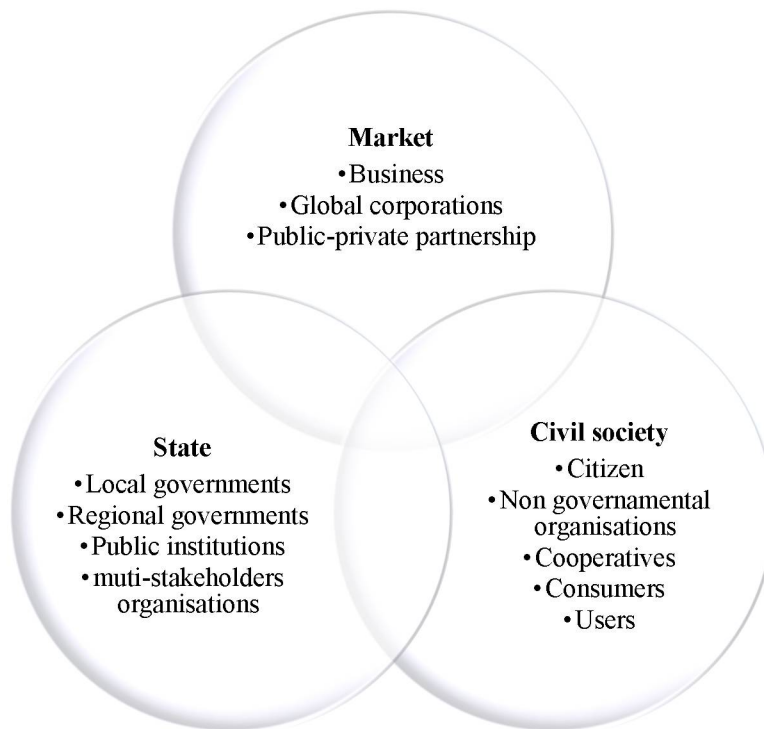 Market
•Business
•Global corporations
•Public-private partnership
State
•Local governments
•Regional governments
•Public institutions
•muti-stakeholders
organisations
Civil society
•Citizen
•Non governamental
organisations
•Cooperatives
•Consumers
•Users